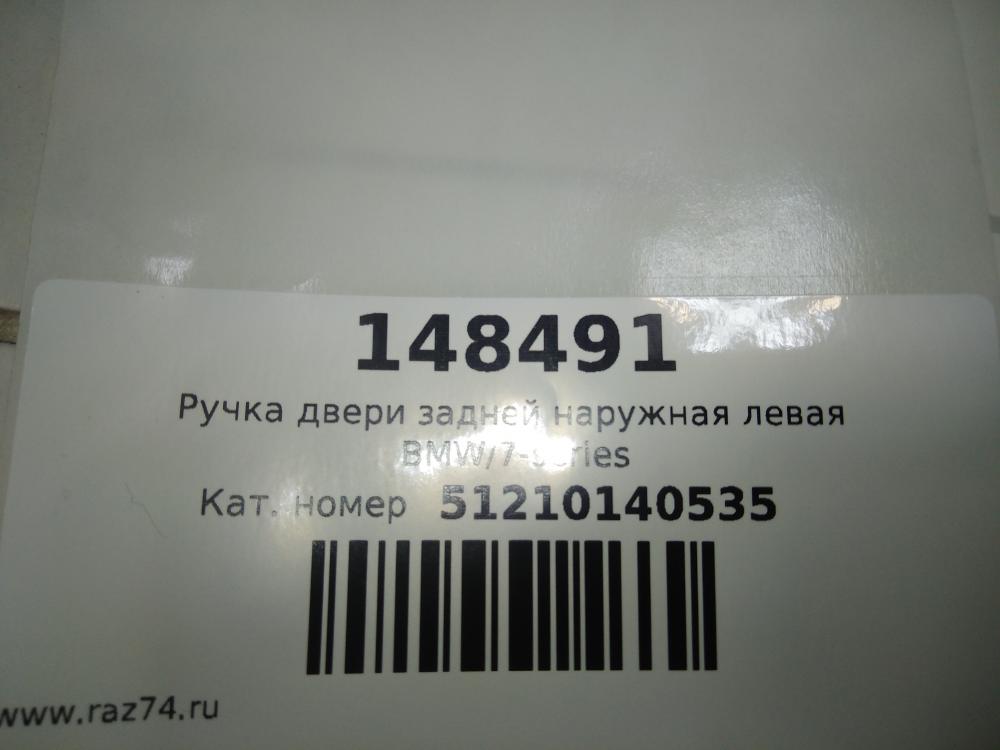 148491
Ручка двери задней наружная левая
BMW/7-series
Кат. номер 51210140535
www.raz74.ru